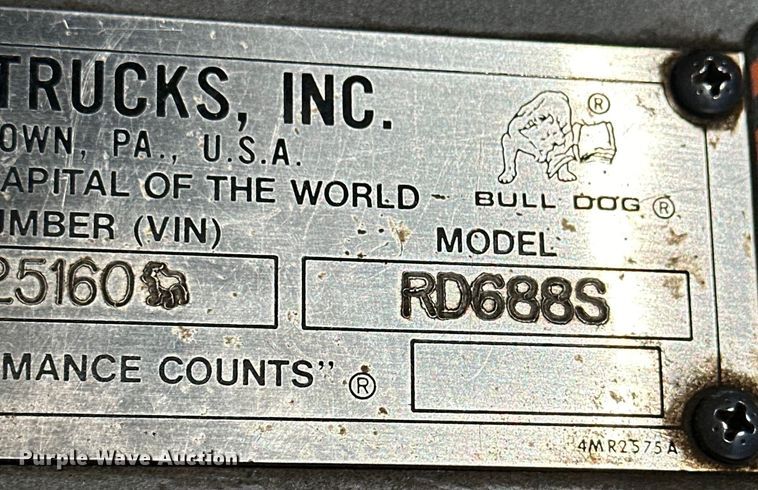 TRUCKS, INC. ®
OWN, PA., U.S.A.
APITAL OF THE WORLD - BULL DOG ®
UMBER (VIN) MODEL
25160 RD688S
MANCE COUNTS" ®
4MR2575A
Purple Wave Auction